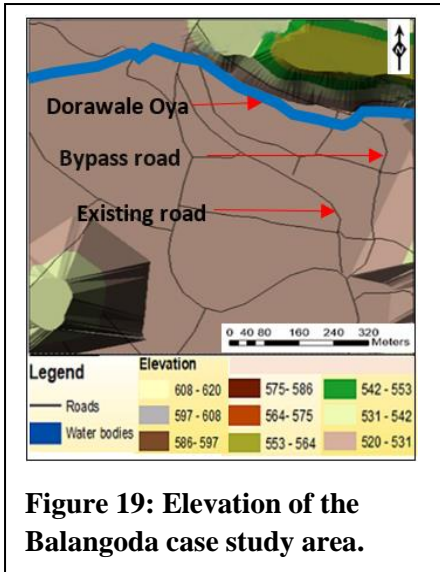 N
Dorawale Oya
Bypass road
Existing road
0 40 80 160 240 320
Meters
Legend
Roads
Water bodies
Elevation
608 - 620
597 - 608
586- 597
575- 586
564- 575
553 - 564
542 - 553
531 - 542
520 - 531
Figure 19: Elevation of the
Balangoda case study area.